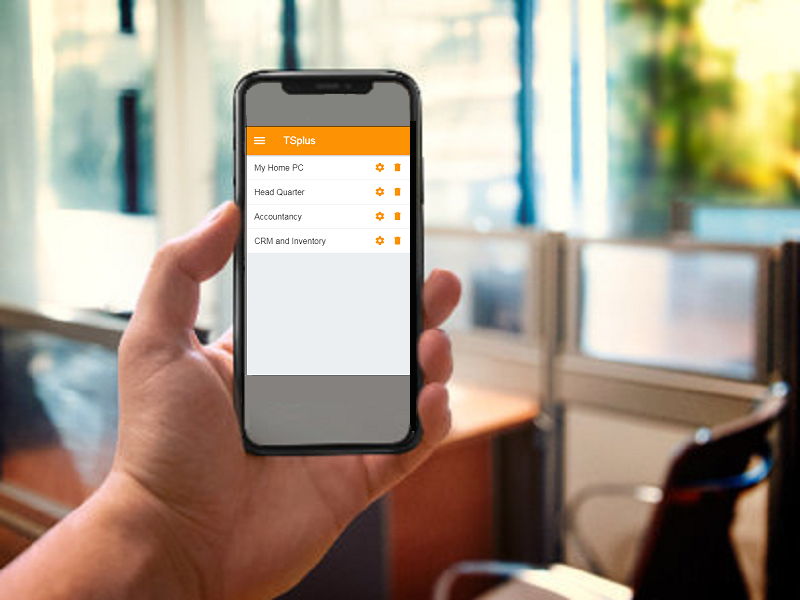 TSplus
My Home PC
Head Quarter
Accountancy
CRM and Inventory